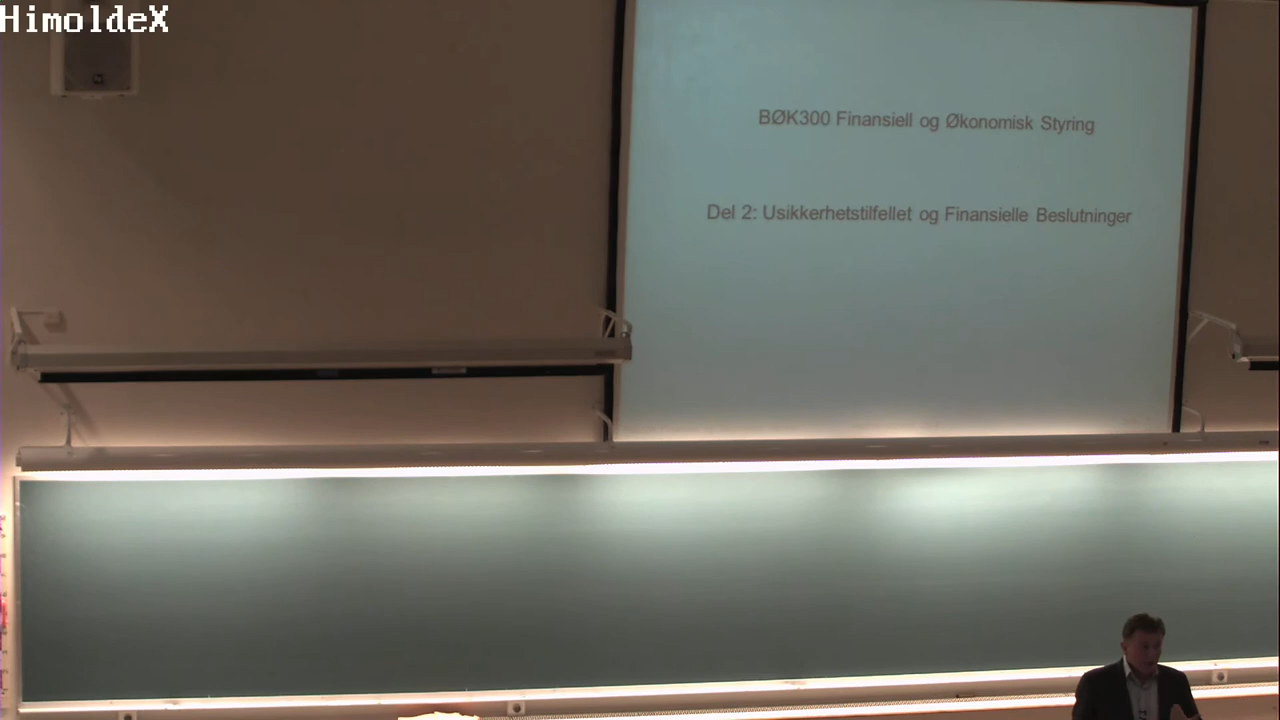 HimoldeX
BØK300 Finansiell og Økonomisk Styring
Del 2: Usikkerhetstilfellet og Finansielle Beslutninger